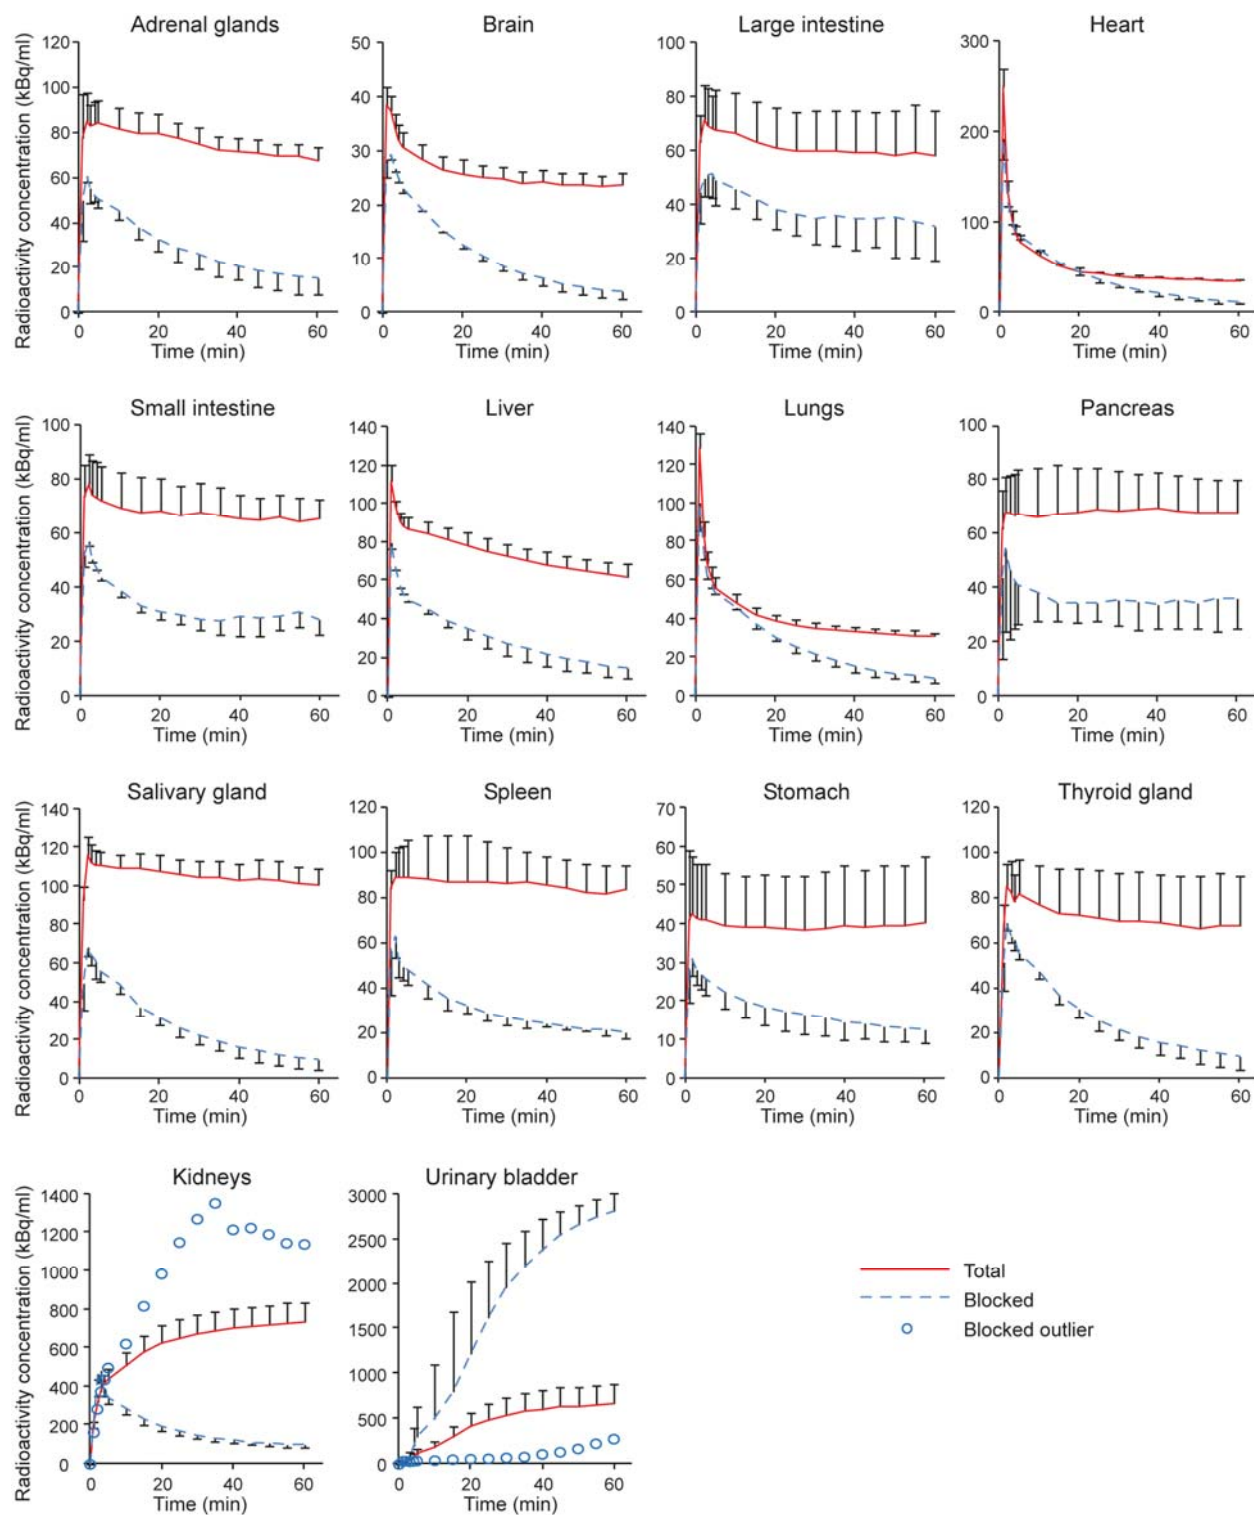 Adrenal glands
Brain
Large intestine
Heart
Radioactivity concentration (kBq/ml)
120
100
80
60
40
20
0
0 20 40 60
Time (min)
50
40
30
20
10
0
0 20 40 60
Time (min)
100
80
60
40
20
0
0 20 40 60
Time (min)
300
200
100
0
0 20 40 60
Time (min)
Small intestine
Liver
Lungs
Pancreas
Radioactivity concentration (kBq/ml)
100
80
60
40
20
0
0 20 40 60
Time (min)
140
120
100
80
60
40
20
0
0 20 40 60
Time (min)
140
120
100
80
60
40
20
0
0 20 40 60
Time (min)
100
80
60
40
20
0
0 20 40 60
Time (min)
Salivary gland
Spleen
Stomach
Thyroid gland
Radioactivity concentration (kBq/ml)
140
120
100
80
60
40
20
0
0 20 40 60
Time (min)
120
100
80
60
40
20
0
0 20 40 60
Time (min)
70
60
50
40
30
20
10
0
0 20 40 60
Time (min)
120
100
80
60
40
20
0
0 20 40 60
Time (min)
Kidneys
Urinary bladder
Radioactivity concentration (kBq/ml)
1400
1200
1000
800
600
400
200
0
0 20 40 60
Time (min)
3000
2500
2000
1500
1000
500
0
0 20 40 60
Time (min)
Total
Blocked
Blocked outlier